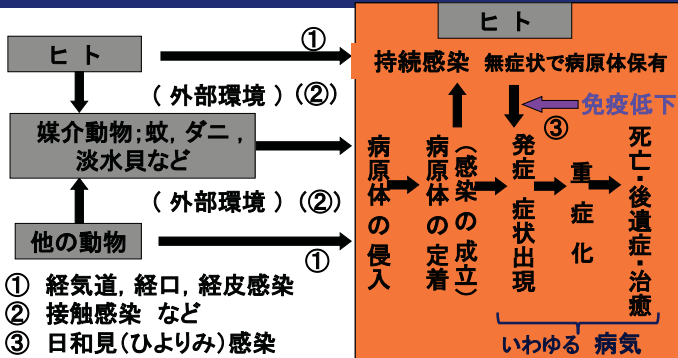 ヒト
①
(外部環境)(②)
媒介動物;蚊,ダニ,
淡水貝など
(外部環境)(②)
他の動物
①
① 経気道,経口,経皮感染
② 接触感染 など
③ 日和見(ひよりみ)感染
ヒト
持続感染 無症状で病原体保有
免疫低下
③
病原体の侵入
病原体の定着
(感染の成立)
発症 症状出現
重症化
死亡・後遺症・治癒
いわゆる 病気